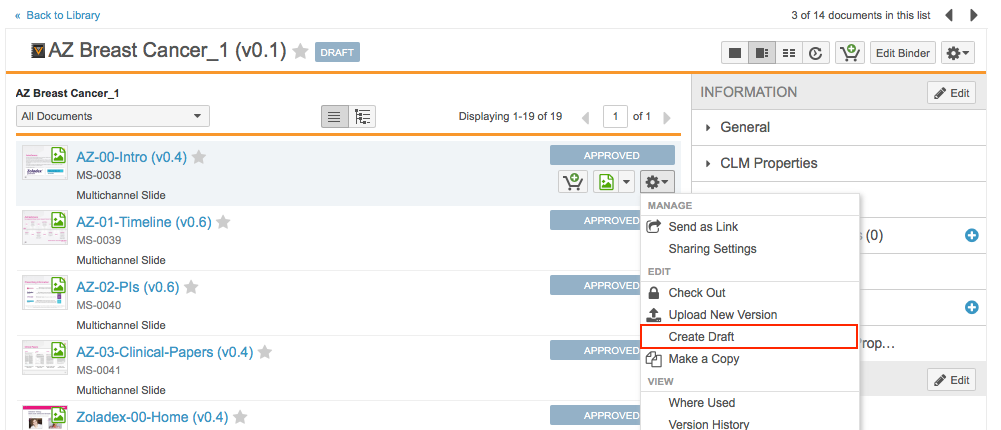 « Back to Library
3 of 14 documents in this list
AZ Breast Cancer_1 (v0.1) DRAFT
Edit Binder
AZ Breast Cancer_1
All Documents
Displaying 1-19 of 19
1 of 1
INFORMATION
Edit
General
CLM Properties
AZ-00-Intro (v0.4)
APPROVED
MS-0038
Multichannel Slide
AZ-01-Timeline (v0.6)
APPROVED
MS-0039
Multichannel Slide
AZ-02-PIs (v0.6)
APPROVED
MS-0040
Multichannel Slide
AZ-03-Clinical-Papers (v0.4)
APPROVED
MS-0041
Multichannel Slide
Zoladex-00-Home (v0.4)
APPROVED
MANAGE
Send as Link
Sharing Settings
EDIT
Check Out
Upload New Version
Create Draft
Make a Copy
VIEW
Where Used
Version History
(0)
Prop...
Edit